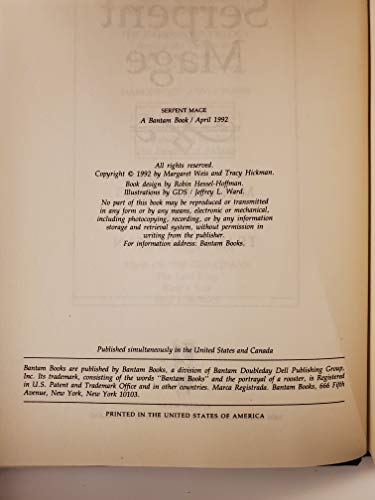 Serpent
Mage
SERPENT MAGE
A Bantam Book / April 1992
All rights reserved.
Copyright © 1992 by Margaret Weis and Tracy Hickman.
Book design by Robin Hessel-Hoffman.
Illustrations by GDS / Jeffrey L. Ward.
No part of this book may be reproduced or transmitted
in any form or by any means, electronic or mechanical,
including photocopying, recording, or by any information
storage and retrieval system, without permission in
writing from the publisher.
For information address: Bantam Books.
Published simultaneously in the United States and Canada
Bantam Books are published by Bantam Books, a division of Bantam Doubleday Dell Publishing Group,
Inc. Its trademark, consisting of the words "Bantam Books" and the portrayal of a rooster, is Registered
in U.S. Patent and Trademark Office and in other countries. Marca Registrada. Bantam Books, 666 Fifth
Avenue, New York, New York 10103.
PRINTED IN THE UNITED STATES OF AMERICA